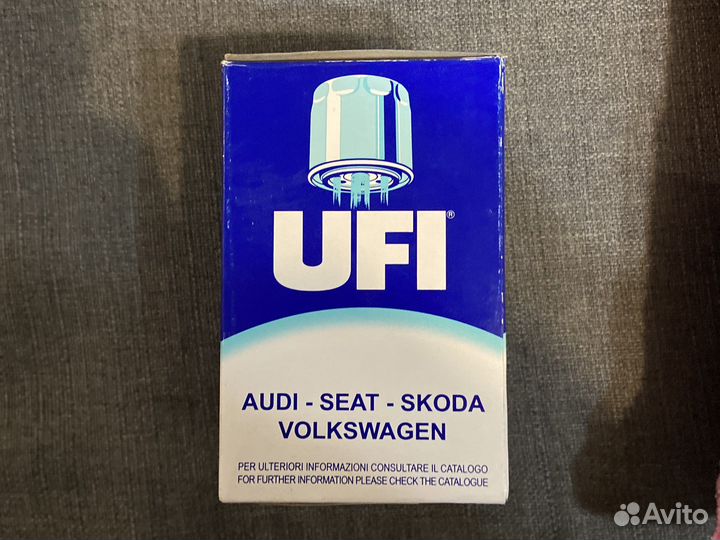 UFI®
AUDI - SEAT - SKODA
VOLKSWAGEN
PER ULTERIORI INFORMAZIONI CONSULTARE IL CATALOGO
FOR FURTHER INFORMATION PLEASE CHECK THE CATALOGUE
Avito